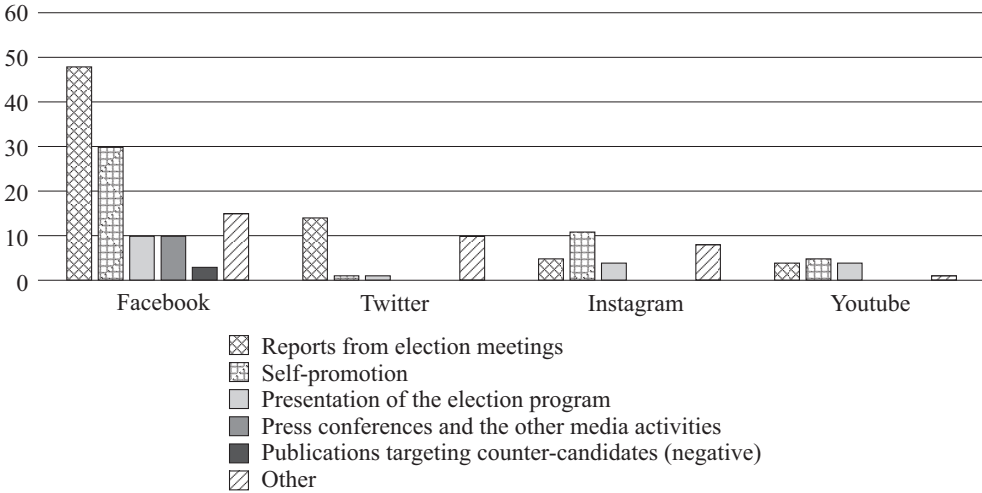 60
50
40
30
20
10
0
Facebook Twitter Instagram Youtube
Reports from election meetings
Self-promotion
Presentation of the election program
Press conferences and the other media activities
Publications targeting counter-candidates (negative)
Other